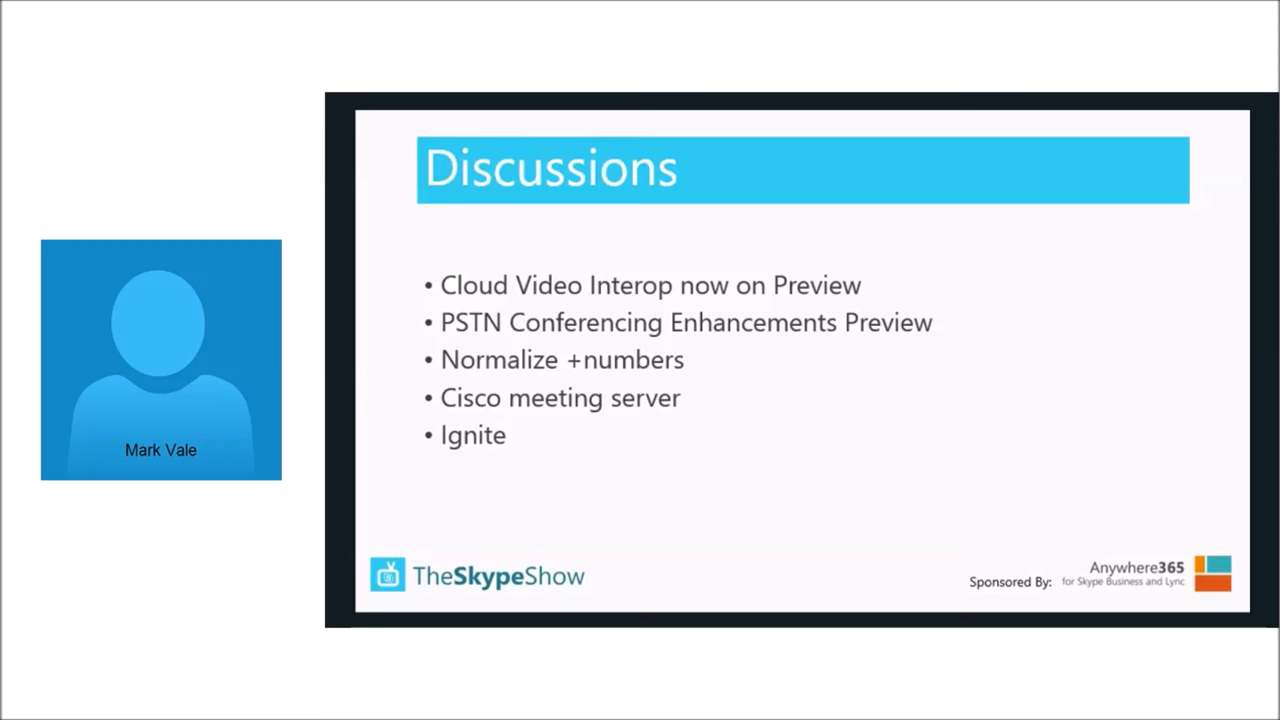 Discussions
• Cloud Video Interop now on Preview
• PSTN Conferencing Enhancements Preview
• Normalize +numbers
• Cisco meeting server
• Ignite
Mark Vale
TheSkypeShow
Sponsored By:
Anywhere365
for Skype Business and Lync